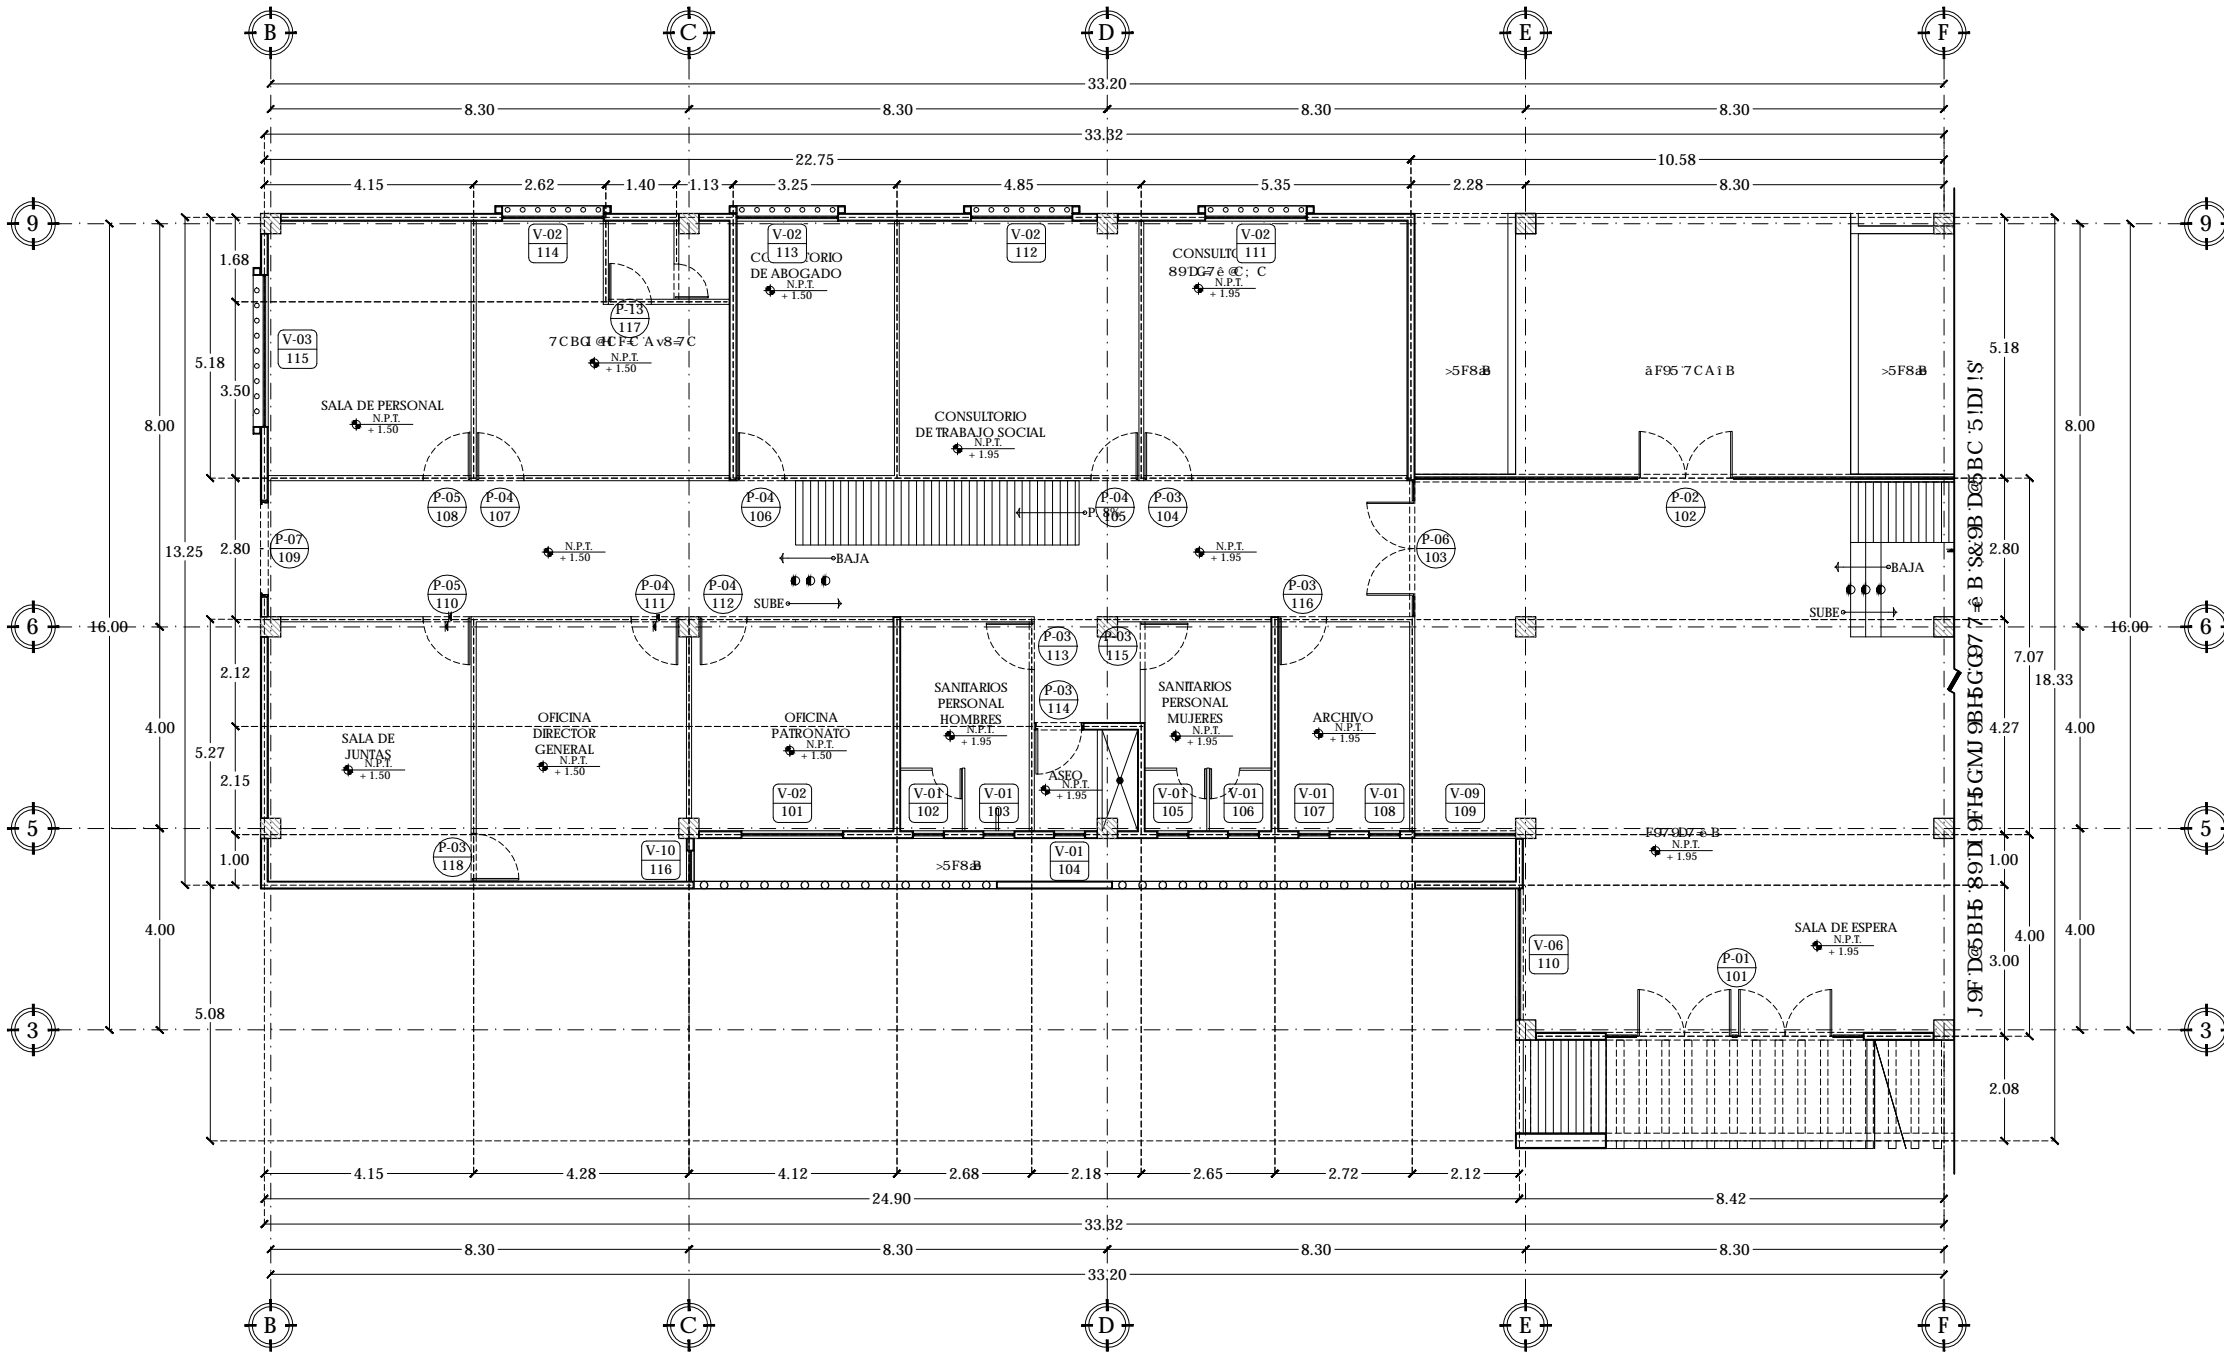 B
C
D
E
F
33.20
8.30
8.30
8.30
8.30
33.32
22.75
10.58
4.15
2.62
1.40
1.13
3.25
4.85
5.35
2.28
8.30
9
9
V-02
114
V-02
113
V-02
112
V-02
111
1.68
DE ABOGADO
N.P.T.
+ 1.50
N.P.T.
+ 1.95
P-13
117
V-03
115
N.P.T.
+ 1.50
5.18
3.50
5.18
SALA DE PERSONAL
N.P.T.
+ 1.50
CONSULTORIO
DE TRABAJO SOCIAL
N.P.T.
+ 1.95
8.00
8.00
P-05
108
P-04
107
P-04
106
P-04
105
P-03
104
P-02
102
P. 8%
P-07
109
13.25
2.80
N.P.T.
+ 1.50
BAJA
N.P.T.
+ 1.95
P-06
103
2.80
BAJA
P-05
110
P-04
111
P-04
112
SUBE
P-03
116
SUBE
6
16.00
16.00
6
P-03
113
P-03
115
7.07
2.12
18.33
SANITARIOS
PERSONAL
HOMBRES
N.P.T.
+ 1.95
P-03
114
SANITARIOS
PERSONAL
MUJERES
N.P.T.
+ 1.95
4.00
5.27
SALA DE
JUNTAS
N.P.T.
+ 1.50
OFICINA
DIRECTOR
GENERAL
N.P.T.
+ 1.50
OFICINA
PATRONATO
N.P.T.
+ 1.50
ARCHIVO
N.P.T.
+ 1.95
4.27
4.00
2.15
ASEO
N.P.T.
+ 1.95
V-02
101
V-01
102
V-01
103
V-01
105
V-01
106
V-01
107
V-01
108
V-09
109
5
5
N.P.T.
+ 1.95
1.00
P-03
118
V-10
116
V-01
104
1.00
4.00
SALA DE ESPERA
N.P.T.
+ 1.95
4.00
4.00
V-06
110
P-01
101
3.00
5.08
3
3
2.08
4.15
4.28
4.12
2.68
2.18
2.65
2.72
2.12
24.90
8.42
33.32
8.30
8.30
8.30
8.30
33.20
B
C
D
E
F